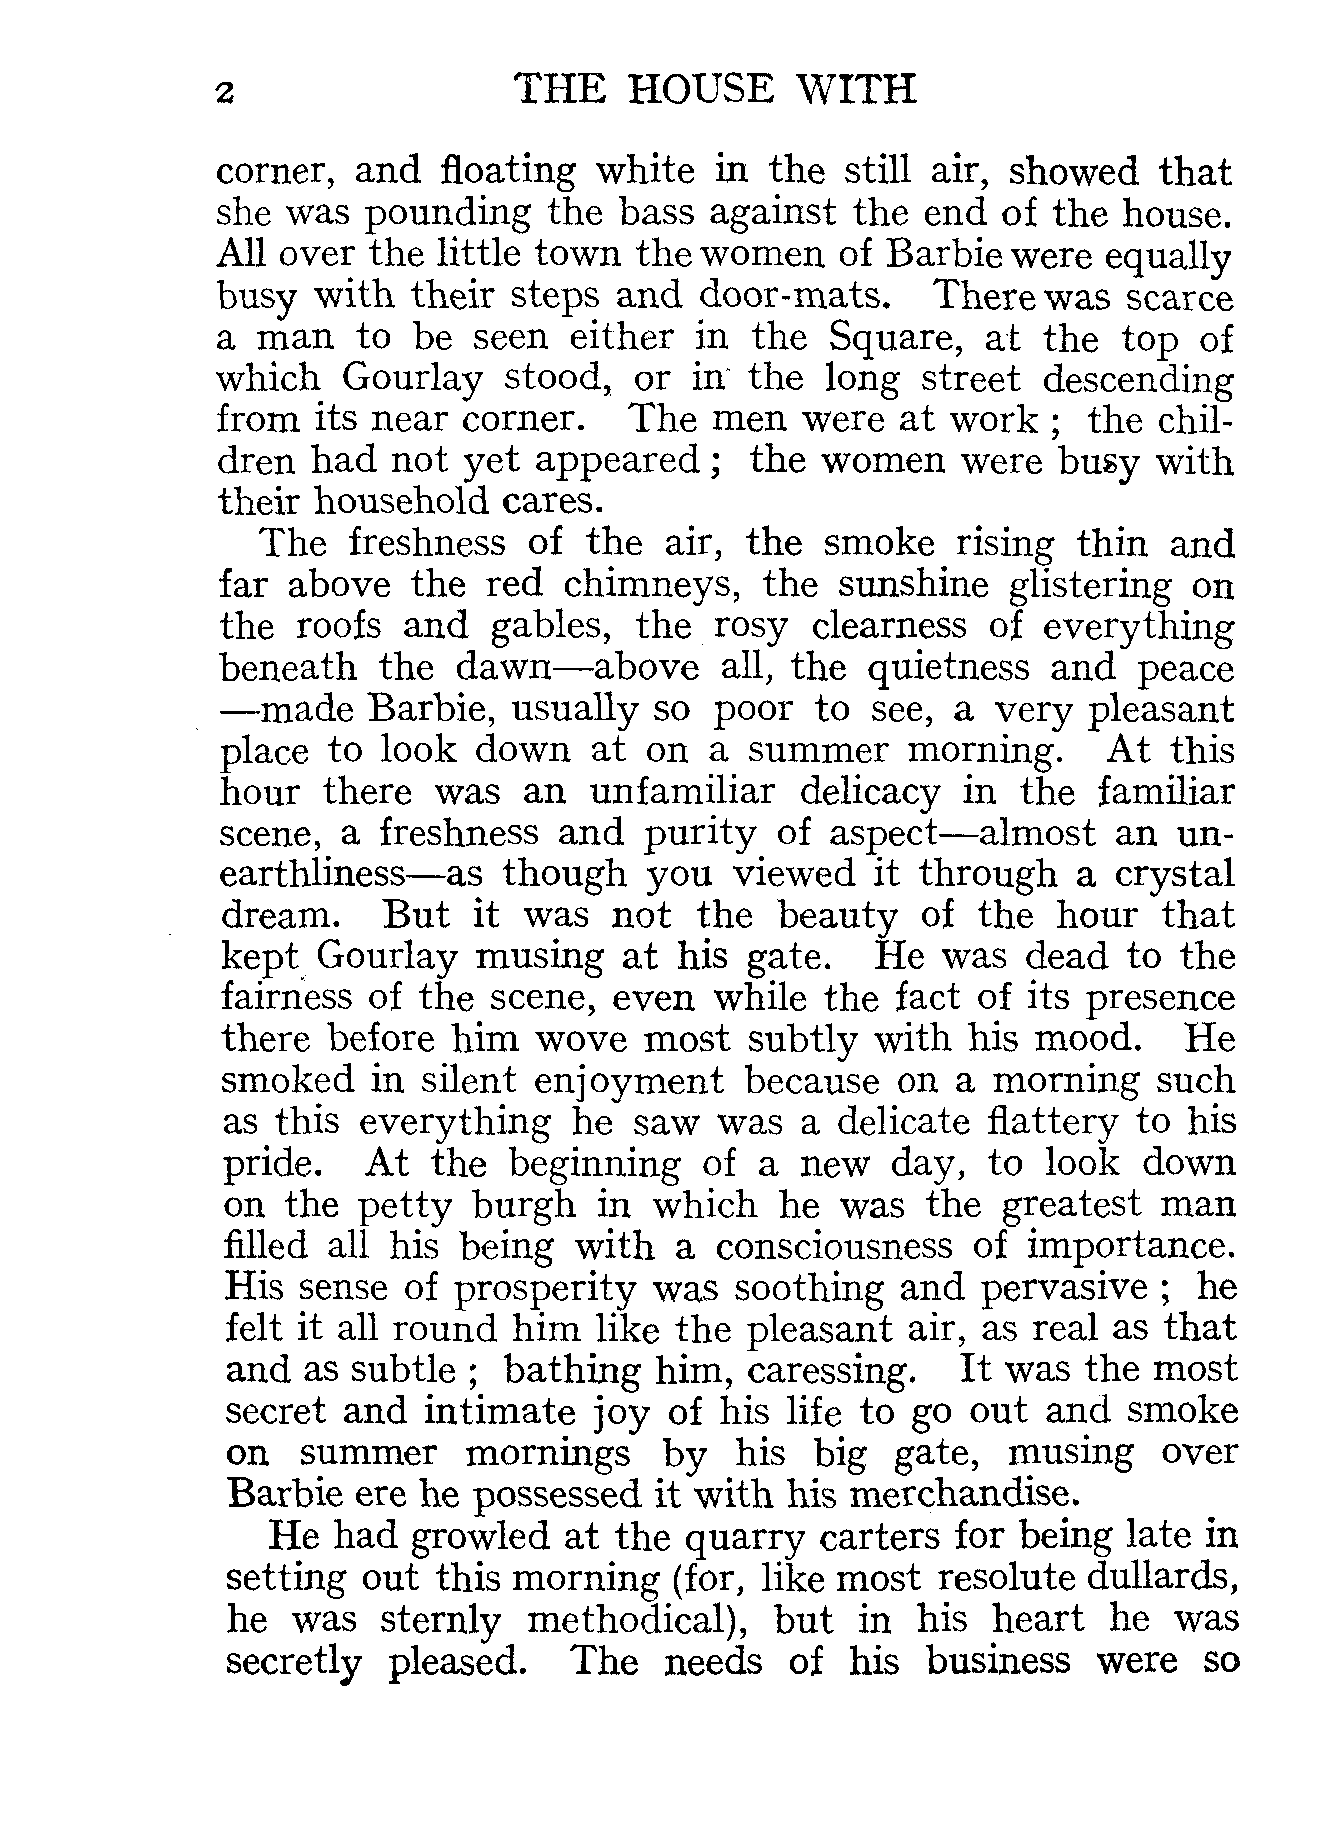 2 THE HOUSE WITH
corner, and floating white in the still air, showed that
she was pounding the bass against the end of the house.
All over the little town the women of Barbie were equally
busy with their steps and door-mats. There was scarce
a man to be seen either in the Square, at the top of
which Gourlay stood, or in the long street descending
from its near corner. The men were at work ; the chil-
dren had not yet appeared ; the women were busy with
their household cares.
The freshness of the air, the smoke rising thin and
far above the red chimneys, the sunshine glistering on
the roofs and gables, the rosy clearness of everything
beneath the dawn—above all, the quietness and peace
—made Barbie, usually so poor to see, a very pleasant
place to look down at on a summer morning. At this
hour there was an unfamiliar delicacy in the familiar
scene, a freshness and purity of aspect—almost an un-
earthliness—as though you viewed it through a crystal
dream. But it was not the beauty of the hour that
kept Gourlay musing at his gate. He was dead to the
fairness of the scene, even while the fact of its presence
there before him wove most subtly with his mood. He
smoked in silent enjoyment because on a morning such
as this everything he saw was a delicate flattery to his
pride. At the beginning of a new day, to look down
on the petty burgh in which he was the greatest man
filled all his being with a consciousness of importance.
His sense of prosperity was soothing and pervasive ; he
felt it all round him like the pleasant air, as real as that
and as subtle ; bathing him, caressing. It was the most
secret and intimate joy of his life to go out and smoke
on summer mornings by his big gate, musing over
Barbie ere he possessed it with his merchandise.
He had growled at the quarry carters for being late in
setting out this morning (for, like most resolute dullards,
he was sternly methodical), but in his heart he was
secretly pleased. The needs of his business were so